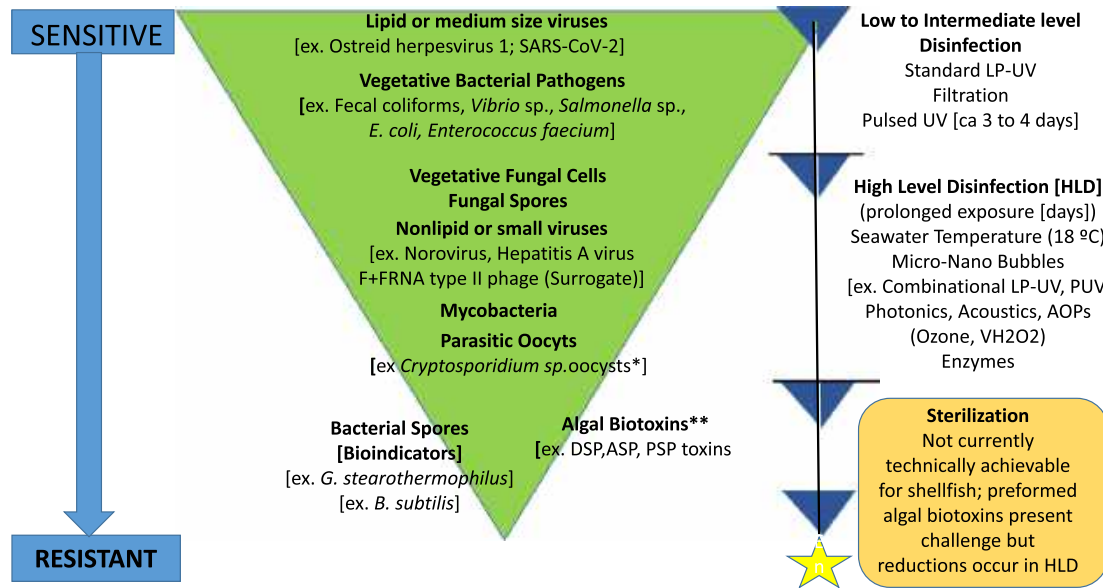 SENSITIVE
RESISTANT
Lipid or medium size viruses
[ex. Ostreid herpesvirus 1; SARS-CoV-2]
Vegetative Bacterial Pathogens
[ex. Fecal coliforms, Vibrio sp., Salmonella sp.,
E. coli, Enterococcus faecium]
Vegetative Fungal Cells
Fungal Spores
Nonlipid or small viruses
[ex. Norovirus, Hepatitis A virus
F+FRNA type II phage (Surrogate)]
Mycobacteria
Parasitic Oocyts
[ex Cryptosporidium sp.oocysts*]
Bacterial Spores
[Bioindicators]
[ex. G. stearothermophilus]
[ex. B. subtilis]
Algal Biotoxins**
[ex. DSP,ASP, PSP toxins
Low to Intermediate level
Disinfection
Standard LP-UV
Filtration
Pulsed UV [ca 3 to 4 days]
High Level Disinfection [HLD]
(prolonged exposure [days])
Seawater Temperature (18 ºC)
Micro-Nano Bubbles
[ex. Combinational LP-UV, PUV
Photonics, Acoustics, AOPs
(Ozone, VH2O2)
Enzymes
Sterilization
Not currently
technically achievable
for shellfish; preformed
algal biotoxins present
challenge but
reductions occur in HLD
n